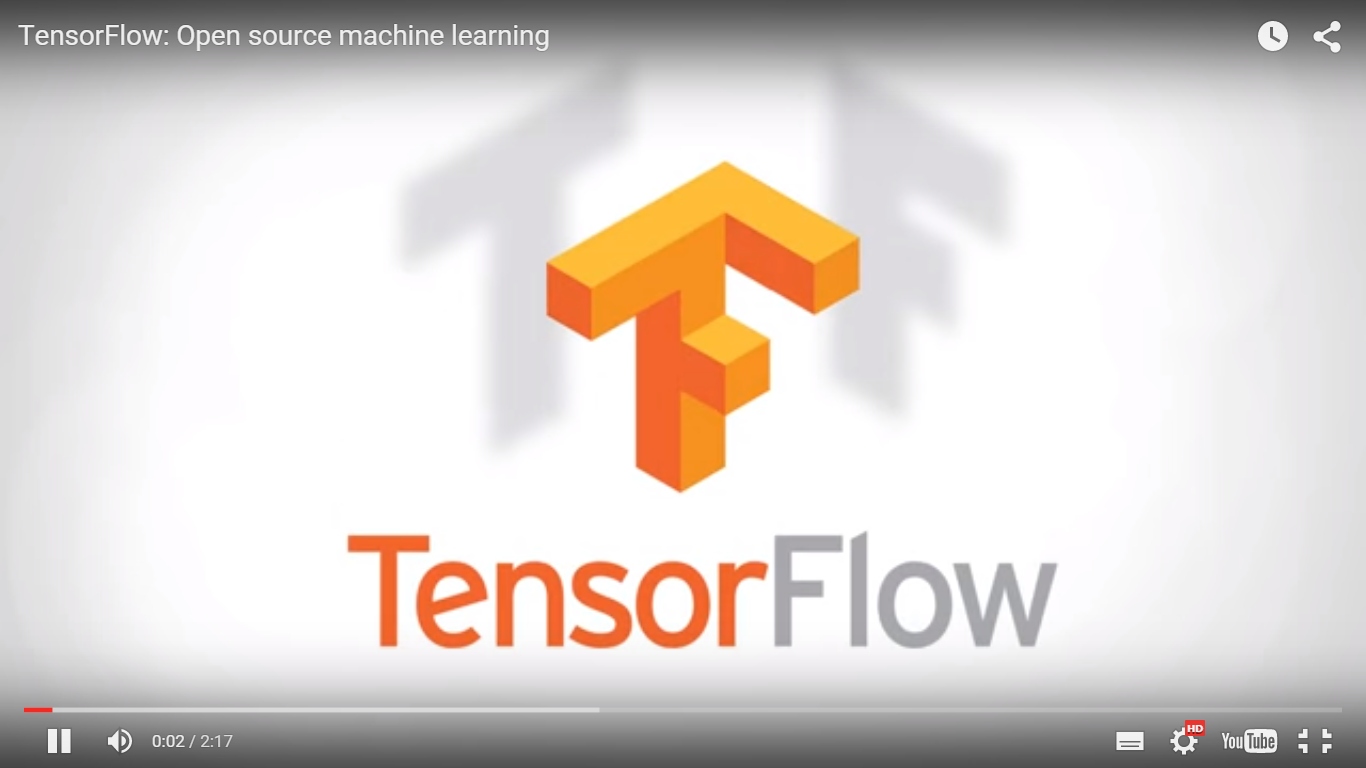 TensorFlow: Open source machine learning
TensorFlow
0:02 / 2:17
HD
YouTube